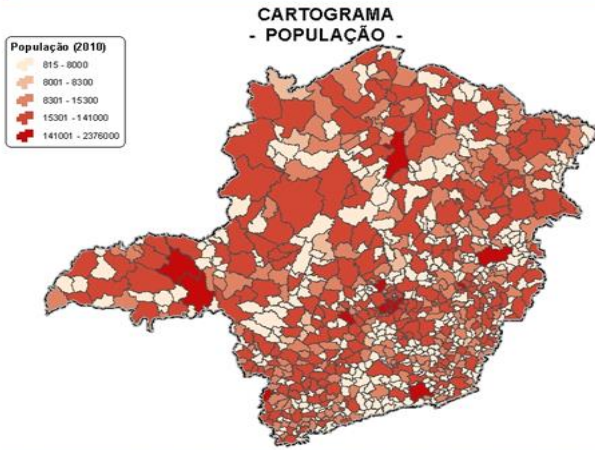 CARTOGRAMA
- POPULAÇÃO -
População (2010)
815 - 8000
8001 - 8300
8301 - 15300
15301 - 141000
141001 - 2376000